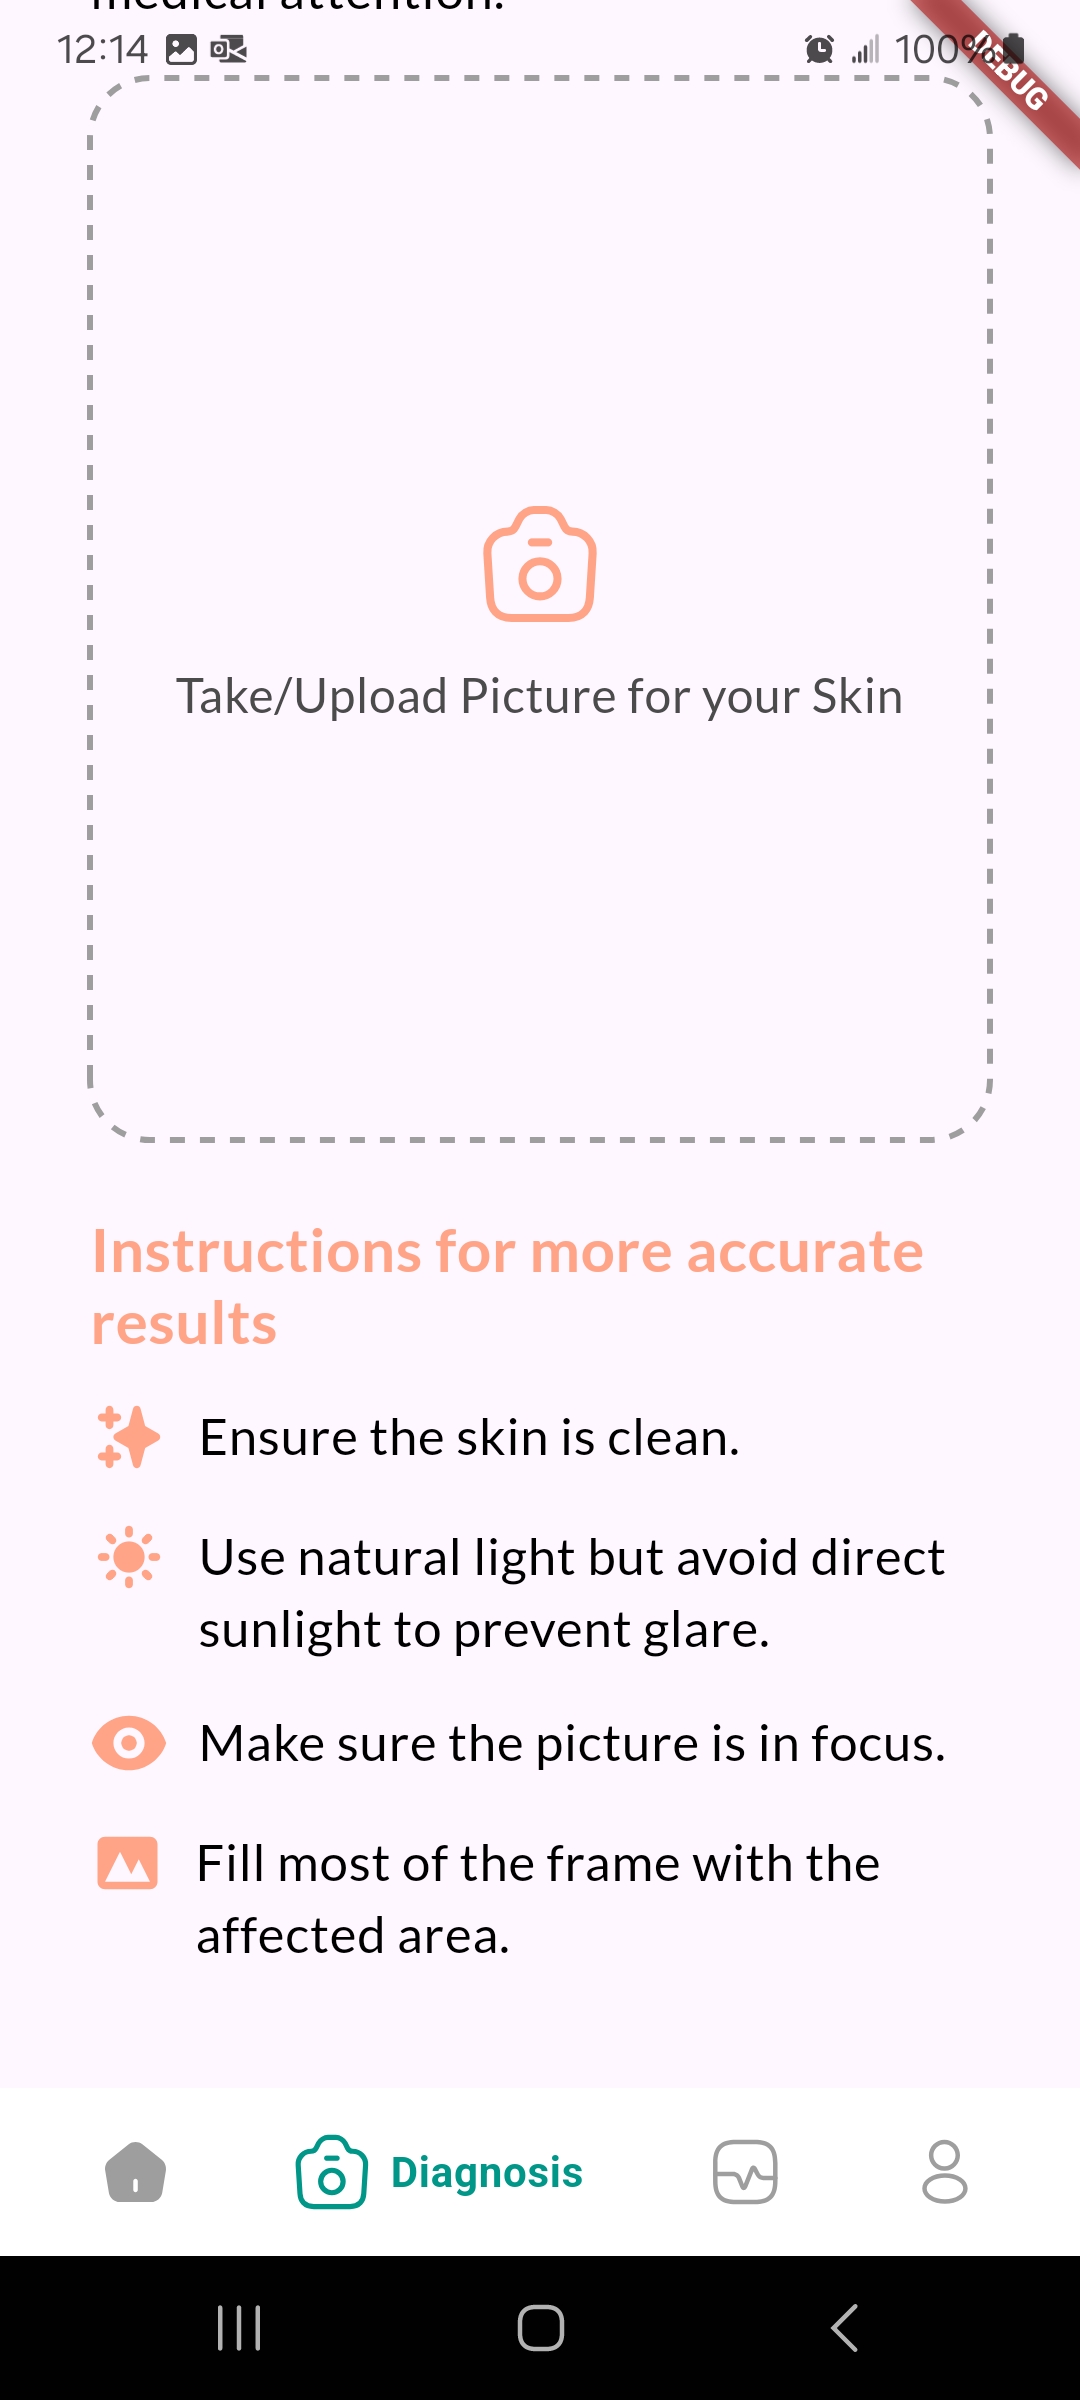 medical attention.
12:14
100%
DEBUG
Take/Upload Picture for your Skin
Instructions for more accurate
results
Ensure the skin is clean.
Use natural light but avoid direct
sunlight to prevent glare.
Make sure the picture is in focus.
Fill most of the frame with the
affected area.
Diagnosis